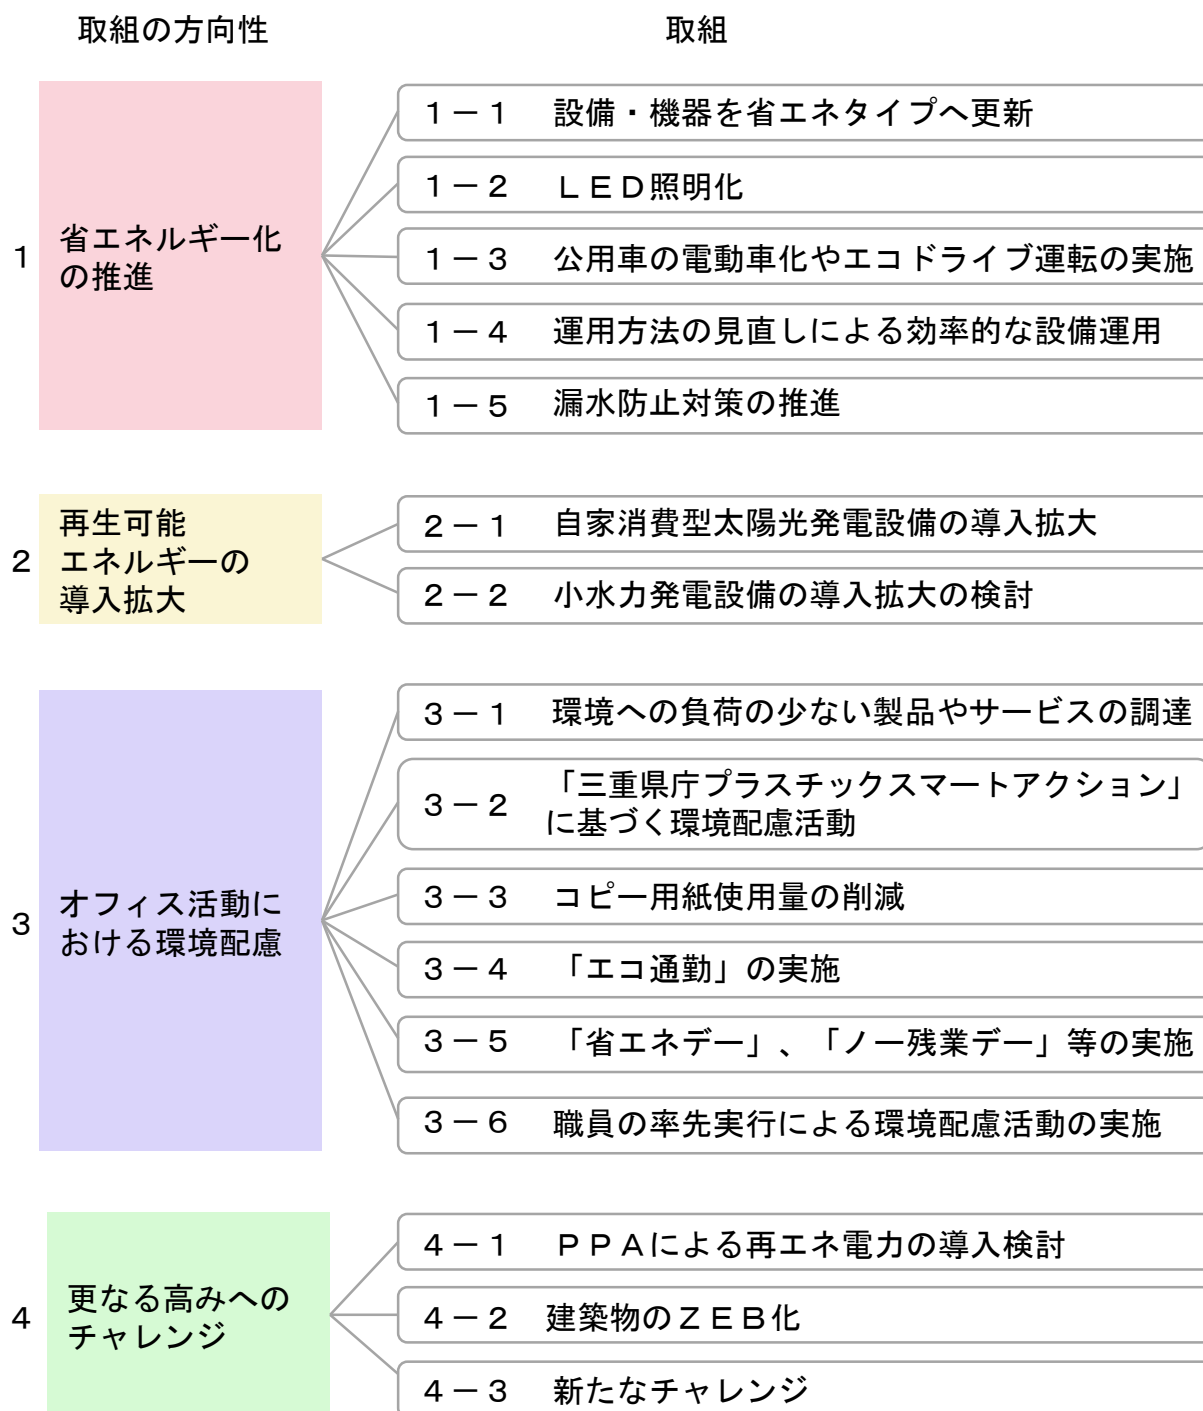 取組の方向性
取組
1
省エネルギー化
の推進
1－1 設備・機器を省エネタイプへ更新
1－2 ＬＥＤ照明化
1－3 公用車の電動車化やエコドライブ運転の実施
1－4 運用方法の見直しによる効率的な設備運用
1－5 漏水防止対策の推進
2
再生可能
エネルギーの
導入拡大
2－1 自家消費型太陽光発電設備の導入拡大
2－2 小水力発電設備の導入拡大の検討
3
オフィス活動に
おける環境配慮
3－1 環境への負荷の少ない製品やサービスの調達
3－2 「三重県庁プラスチックスマートアクション」
に基づく環境配慮活動
3－3 コピー用紙使用量の削減
3－4 「エコ通勤」の実施
3－5 「省エネデー」、「ノー残業デー」等の実施
3－6 職員の率先実行による環境配慮活動の実施
4
更なる高みへの
チャレンジ
4－1 ＰＰＡによる再エネ電力の導入検討
4－2 建築物のＺＥＢ化
4－3 新たなチャレンジ